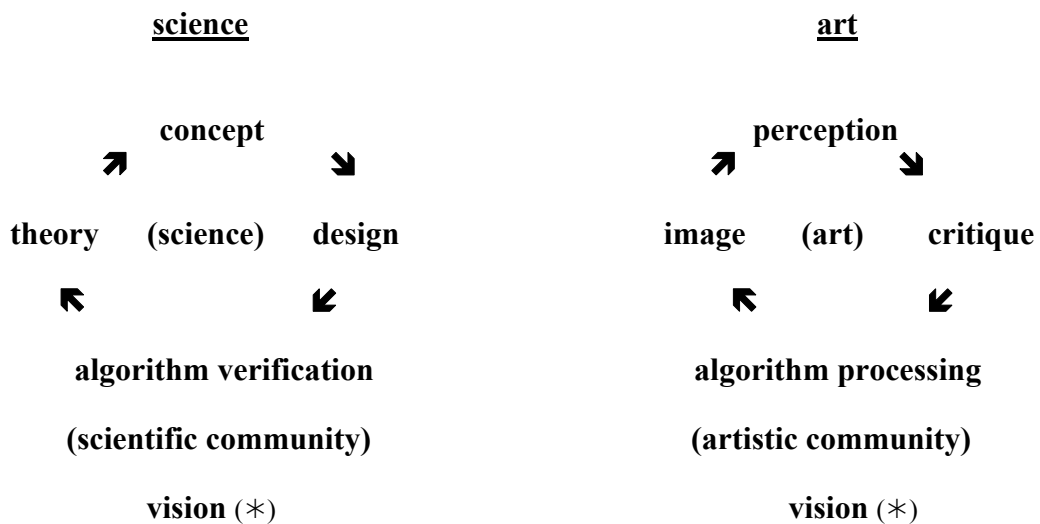 science art
concept perception
theory (science) design image (art) critique
algorithm verification algorithm processing
(scientific community) (artistic community)
vision (*) vision (*)